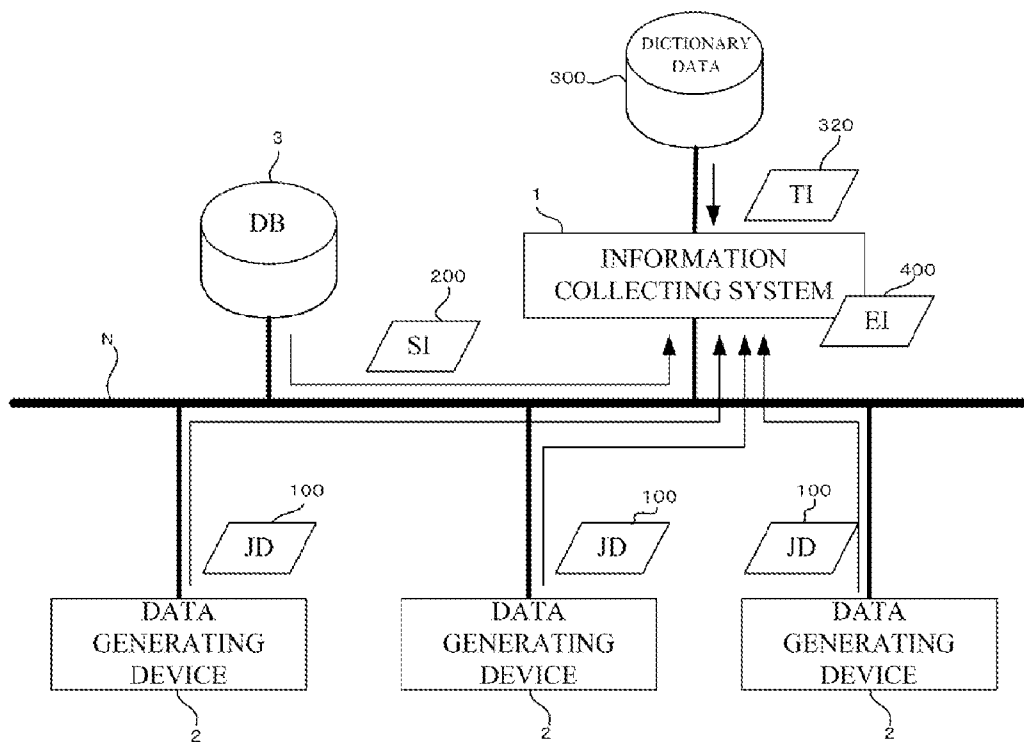 DICTIONARY
DATA
300
320
TI
3
DB
1
INFORMATION
COLLECTING SYSTEM
200
SI
400
EI
N
100
JD
100
JD
100
JD
DATA
GENERATING
DEVICE
2
DATA
GENERATING
DEVICE
2
DATA
GENERATING
DEVICE
2